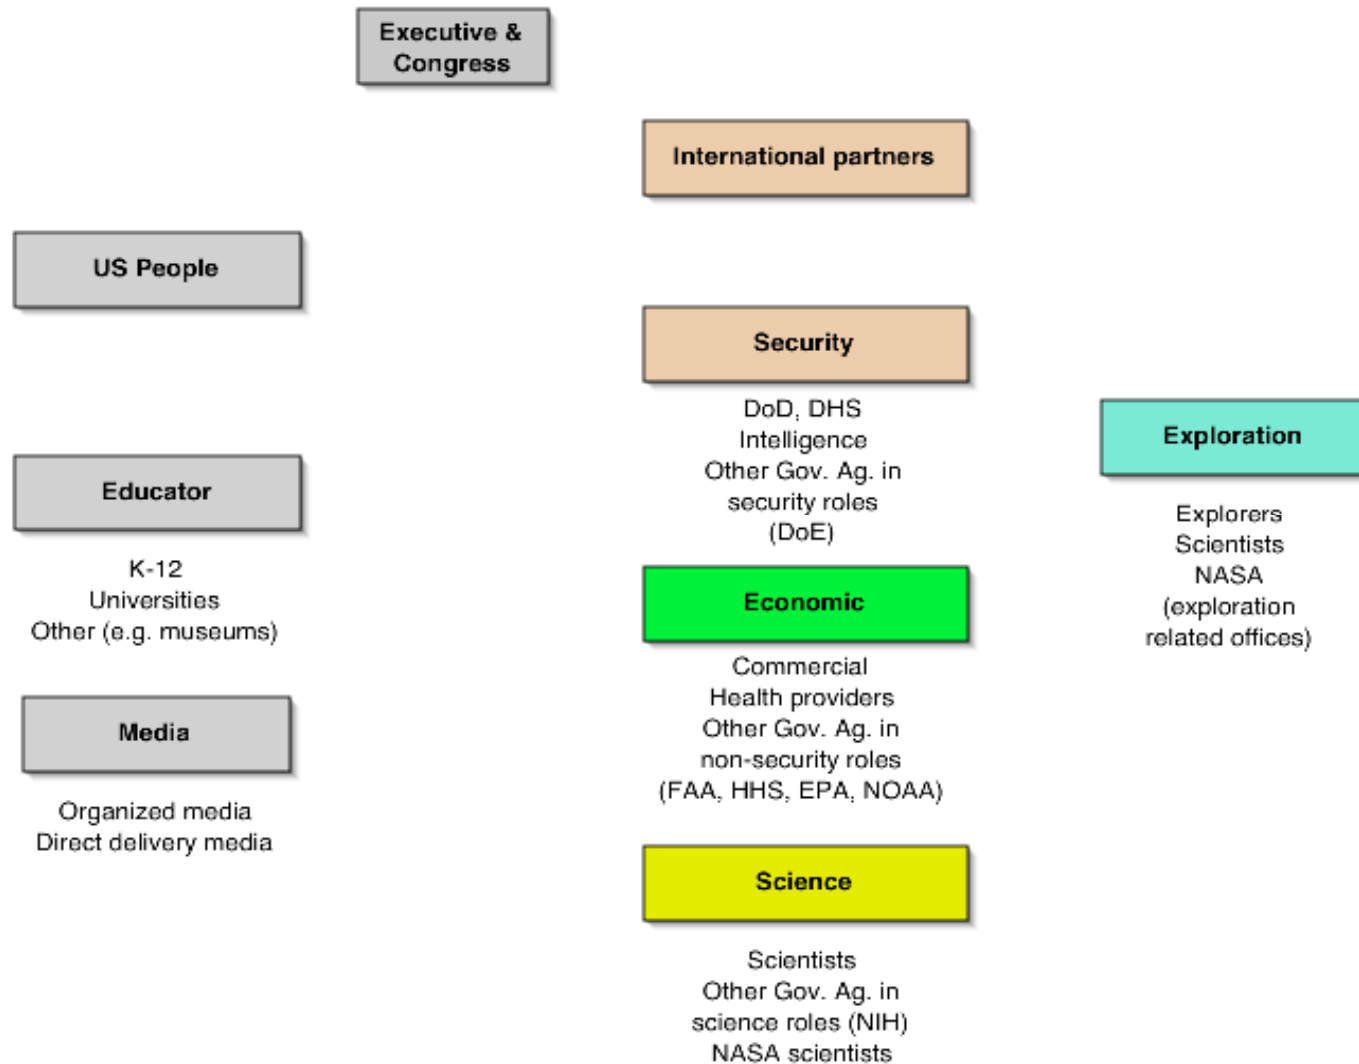 Executive &
Congress
International partners
US People
Security
DoD, DHS
Intelligence
Other Gov. Ag. in
security roles
(DoE)
Exploration
Explorers
Scientists
NASA
(exploration
related offices)
Educator
K-12
Universities
Other (e.g. museums)
Economic
Commercial
Health providers
Other Gov. Ag. in
non-security roles
(FAA, HHS, EPA, NOAA)
Media
Organized media
Direct delivery media
Science
Scientists
Other Gov. Ag. in
science roles (NIH)
NASA scientists